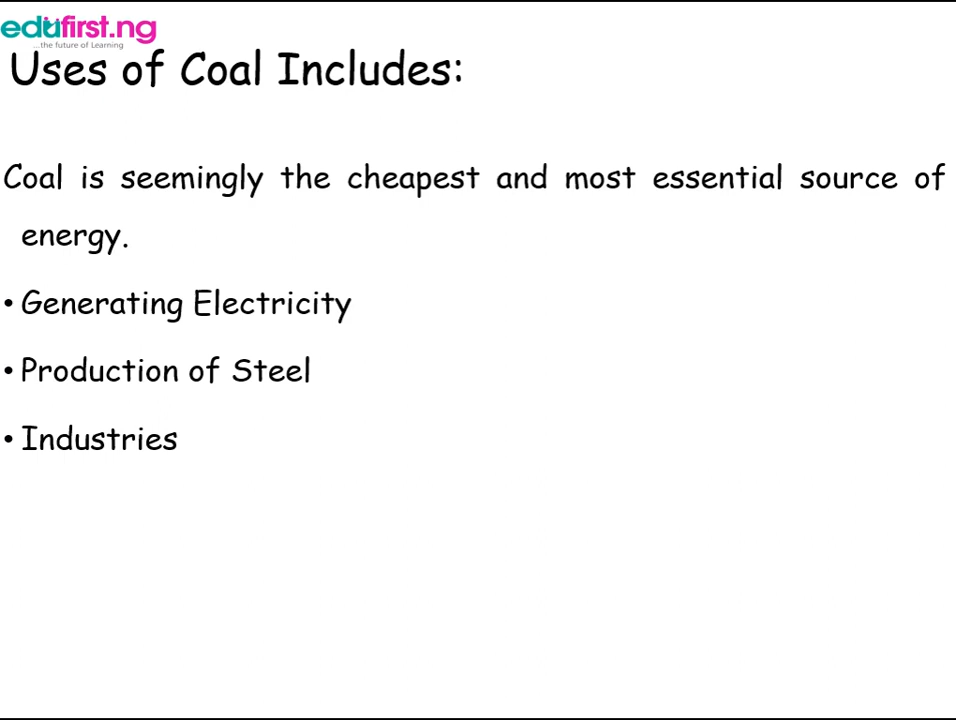 edufirst.ng
...the future of Learning
Uses of Coal Includes:
Coal is seemingly the cheapest and most essential source of
energy.
• Generating Electricity
• Production of Steel
• Industries